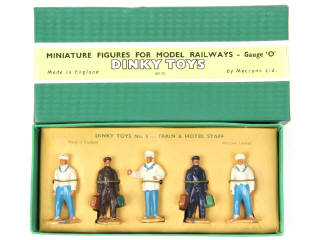 MINIATURE FIGURES FOR MODEL RAILWAYS - Gauge 'O'
DINKY TOYS
Made in England
by Meccano Ltd.
DINKY TOYS No. 5 — TRAIN & HOTEL STAFF
Made in England
Meccano Limited